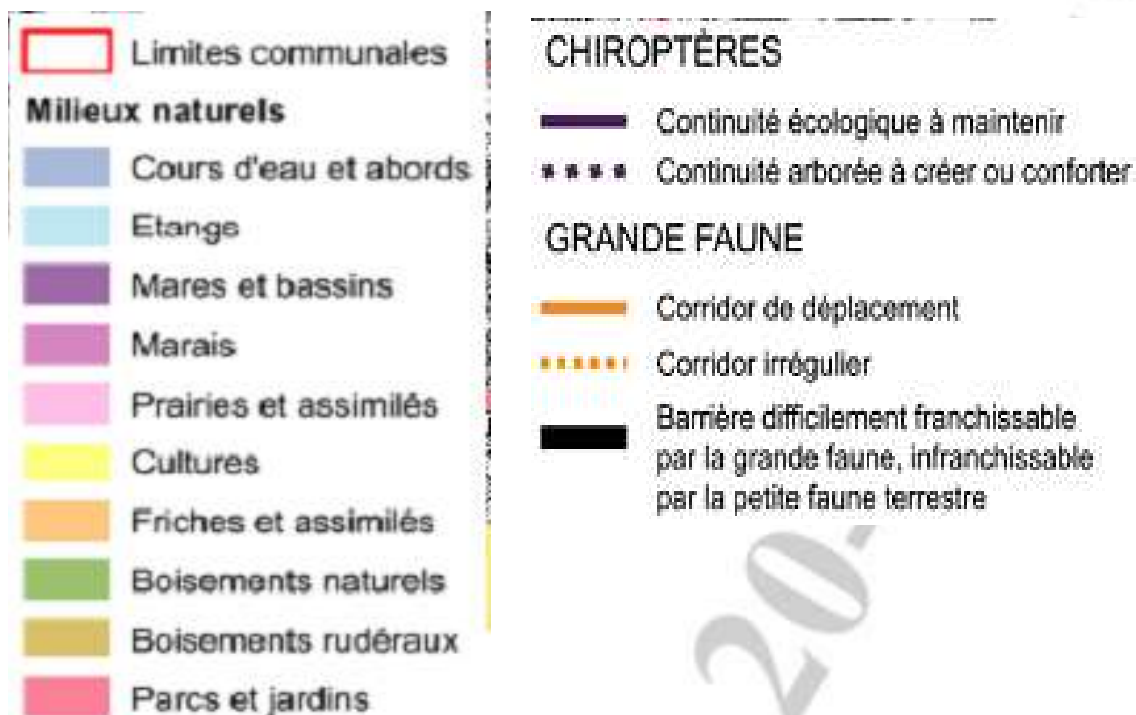 Limites communales
Milieux naturels
Cours d'eau et abords
Etangs
Mares et bassins
Marais
Prairies et assimilés
Cultures
Friches et assimilés
Boisements naturels
Boisements rudéraux
Parcs et jardins
CHIROPTÈRES
Continuité écologique à maintenir
Continuité arborée à créer ou conforter
GRANDE FAUNE
Corridor de déplacement
Corridor irrégulier
Barrière difficilement franchissable
par la grande faune, infranchissable
par la petite faune terrestre
20